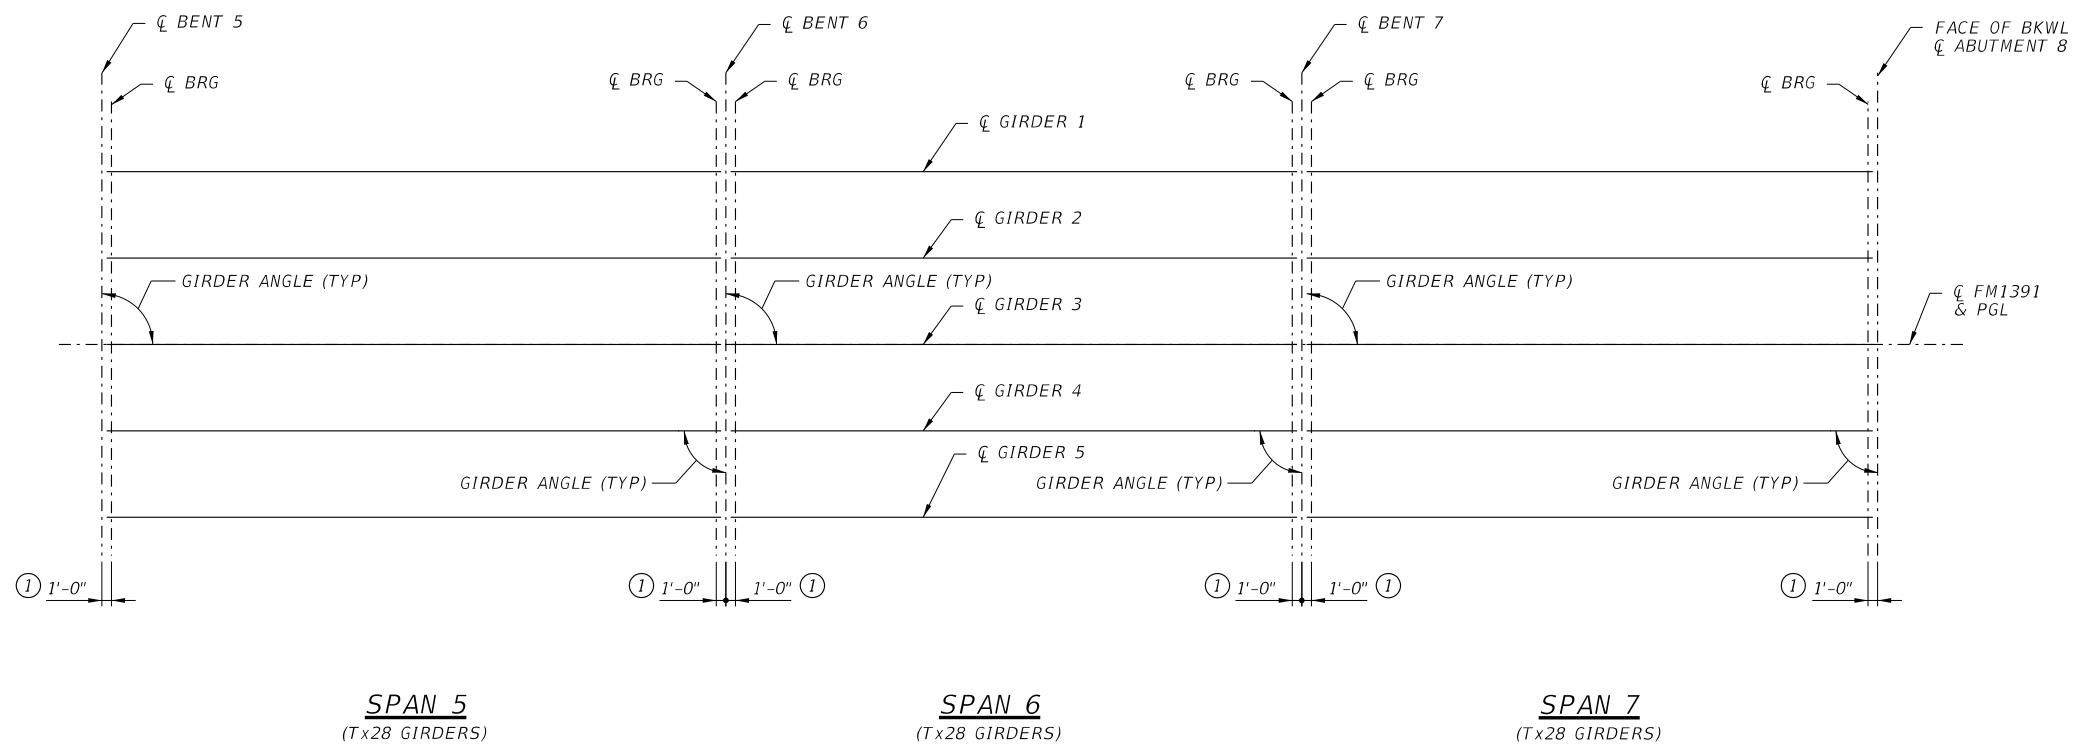 ℄ BENT 5
℄ BENT 6
℄ BENT 7
FACE OF BKWL
℄ ABUTMENT 8
℄ BRG
℄ BRG
℄ BRG
℄ BRG
℄ BRG
℄ BRG
℄ GIRDER 1
℄ GIRDER 2
GIRDER ANGLE (TYP)
GIRDER ANGLE (TYP)
GIRDER ANGLE (TYP)
℄ GIRDER 3
℄ FM1391
& PGL
℄ GIRDER 4
℄ GIRDER 5
GIRDER ANGLE (TYP)
GIRDER ANGLE (TYP)
GIRDER ANGLE (TYP)
① 1'-0"
① 1'-0"
1'-0" ①
① 1'-0"
1'-0" ①
① 1'-0"
SPAN 5
(Tx28 GIRDERS)
SPAN 6
(Tx28 GIRDERS)
SPAN 7
(Tx28 GIRDERS)